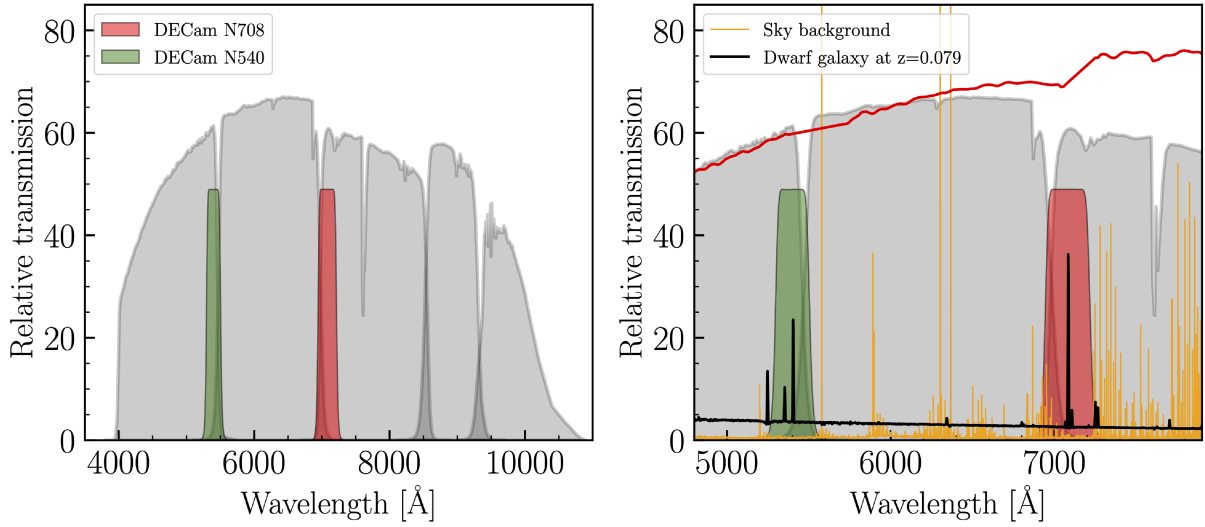 DECam N708
DECam N540
80
60
40
20
0
Relative transmission
4000
6000
8000
10000
Wavelength [Å]
Sky background
Dwarf galaxy at z=0.079
80
60
40
20
0
Relative transmission
5000
6000
7000
Wavelength [Å]